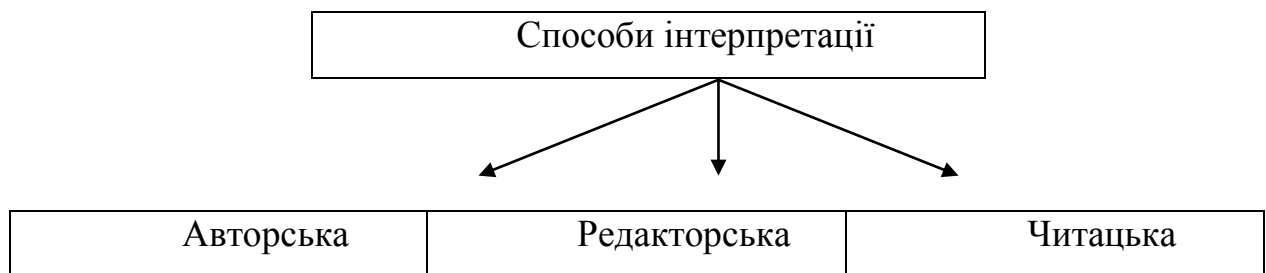 Способи інтерпретації
Авторська Редакторська Читацька